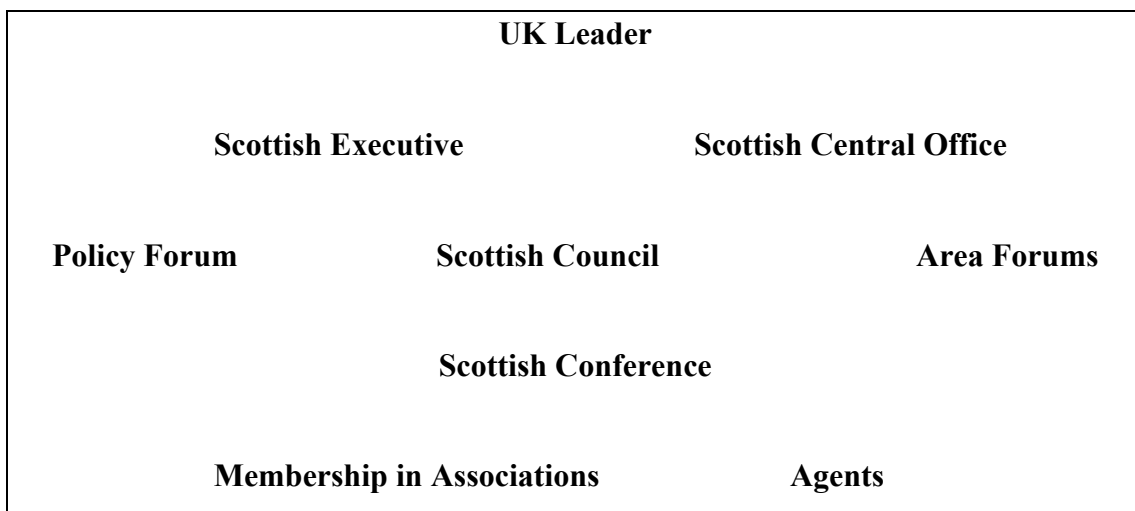 UK Leader
Scottish Executive Scottish Central Office
Policy Forum Scottish Council Area Forums
Scottish Conference
Membership in Associations Agents